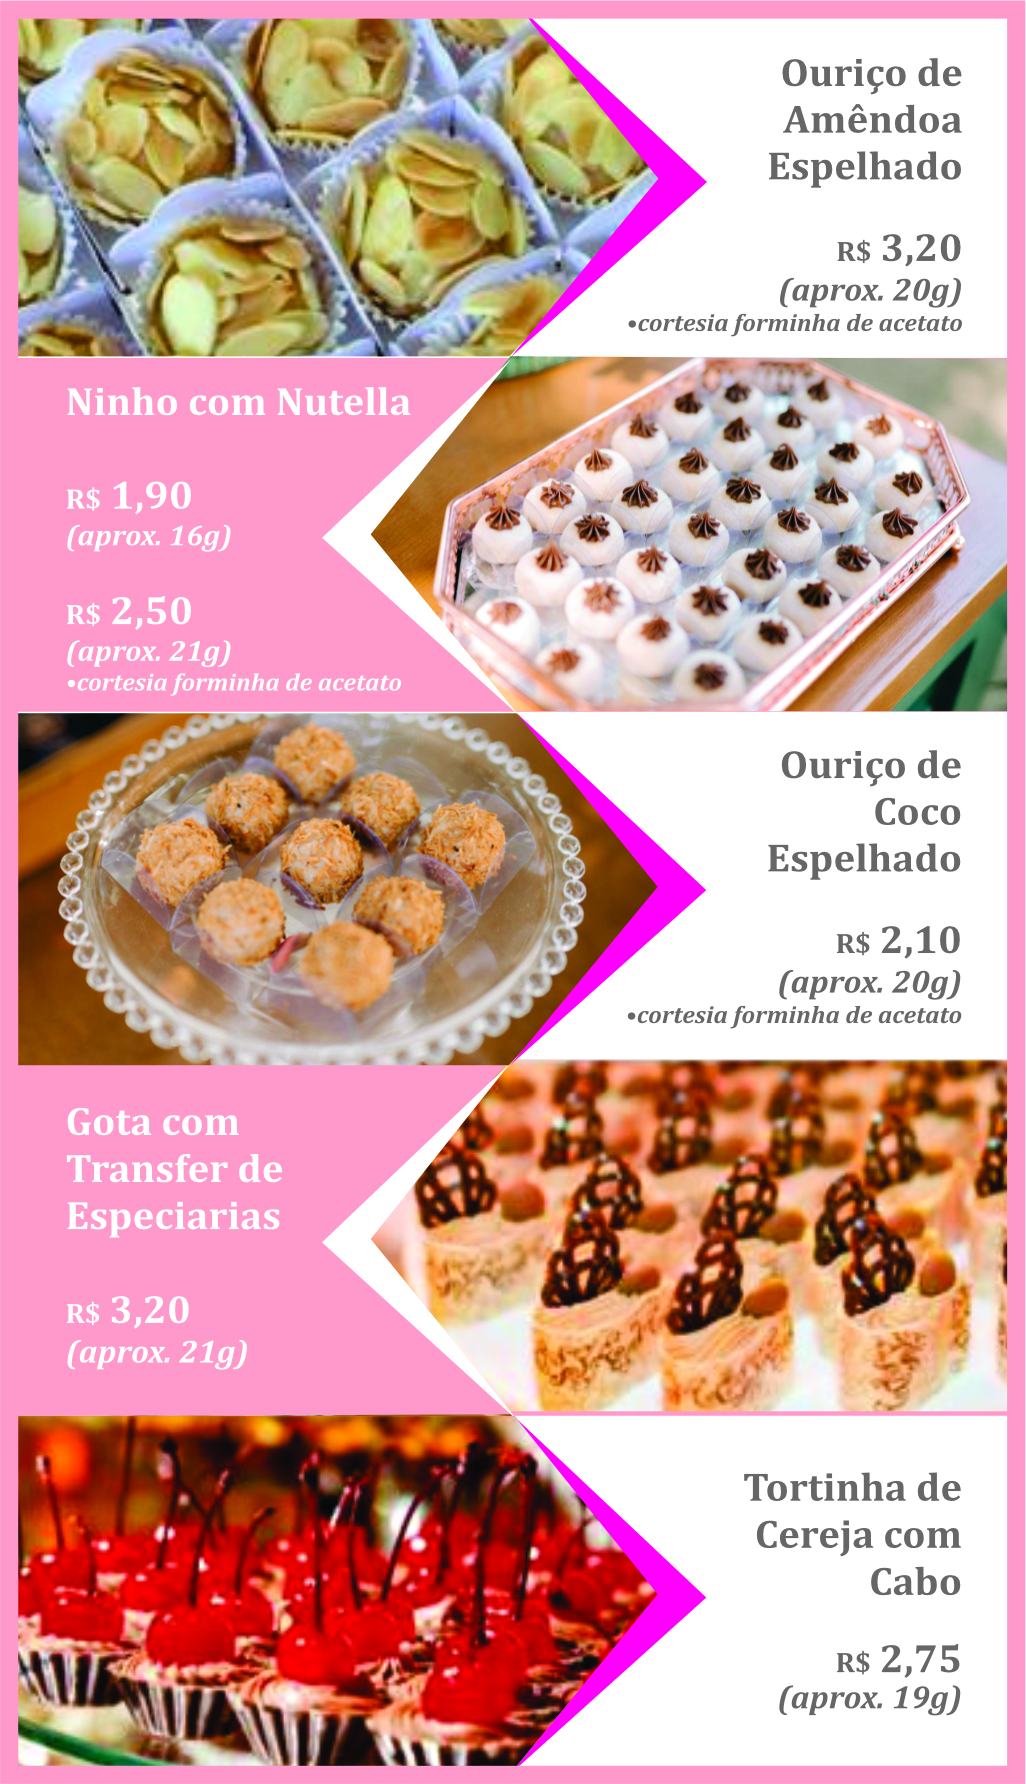 Ouriço de
Amêndoa
Espelhado
R$ 3,20
(aprox. 20g)
•cortesia forminha de acetato
Ninho com Nutella
R$ 1,90
(aprox. 16g)
R$ 2,50
(aprox. 21g)
•cortesia forminha de acetato
Ouriço de
Coco
Espelhado
R$ 2,10
(aprox. 20g)
•cortesia forminha de acetato
Gota com
Transfer de
Especiarias
R$ 3,20
(aprox. 21g)
Tortinha de
Cereja com
Cabo
R$ 2,75
(aprox. 19g)